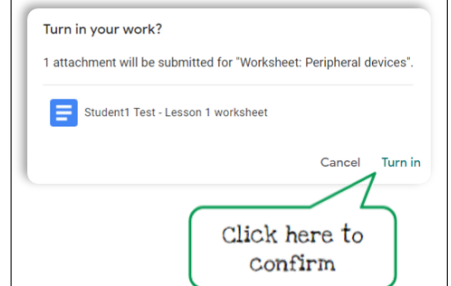 Turn in your work?
1 attachment will be submitted for "Worksheet: Peripheral devices".
Student1 Test - Lesson 1 worksheet
Cancel Turn in
Click here to
confirm